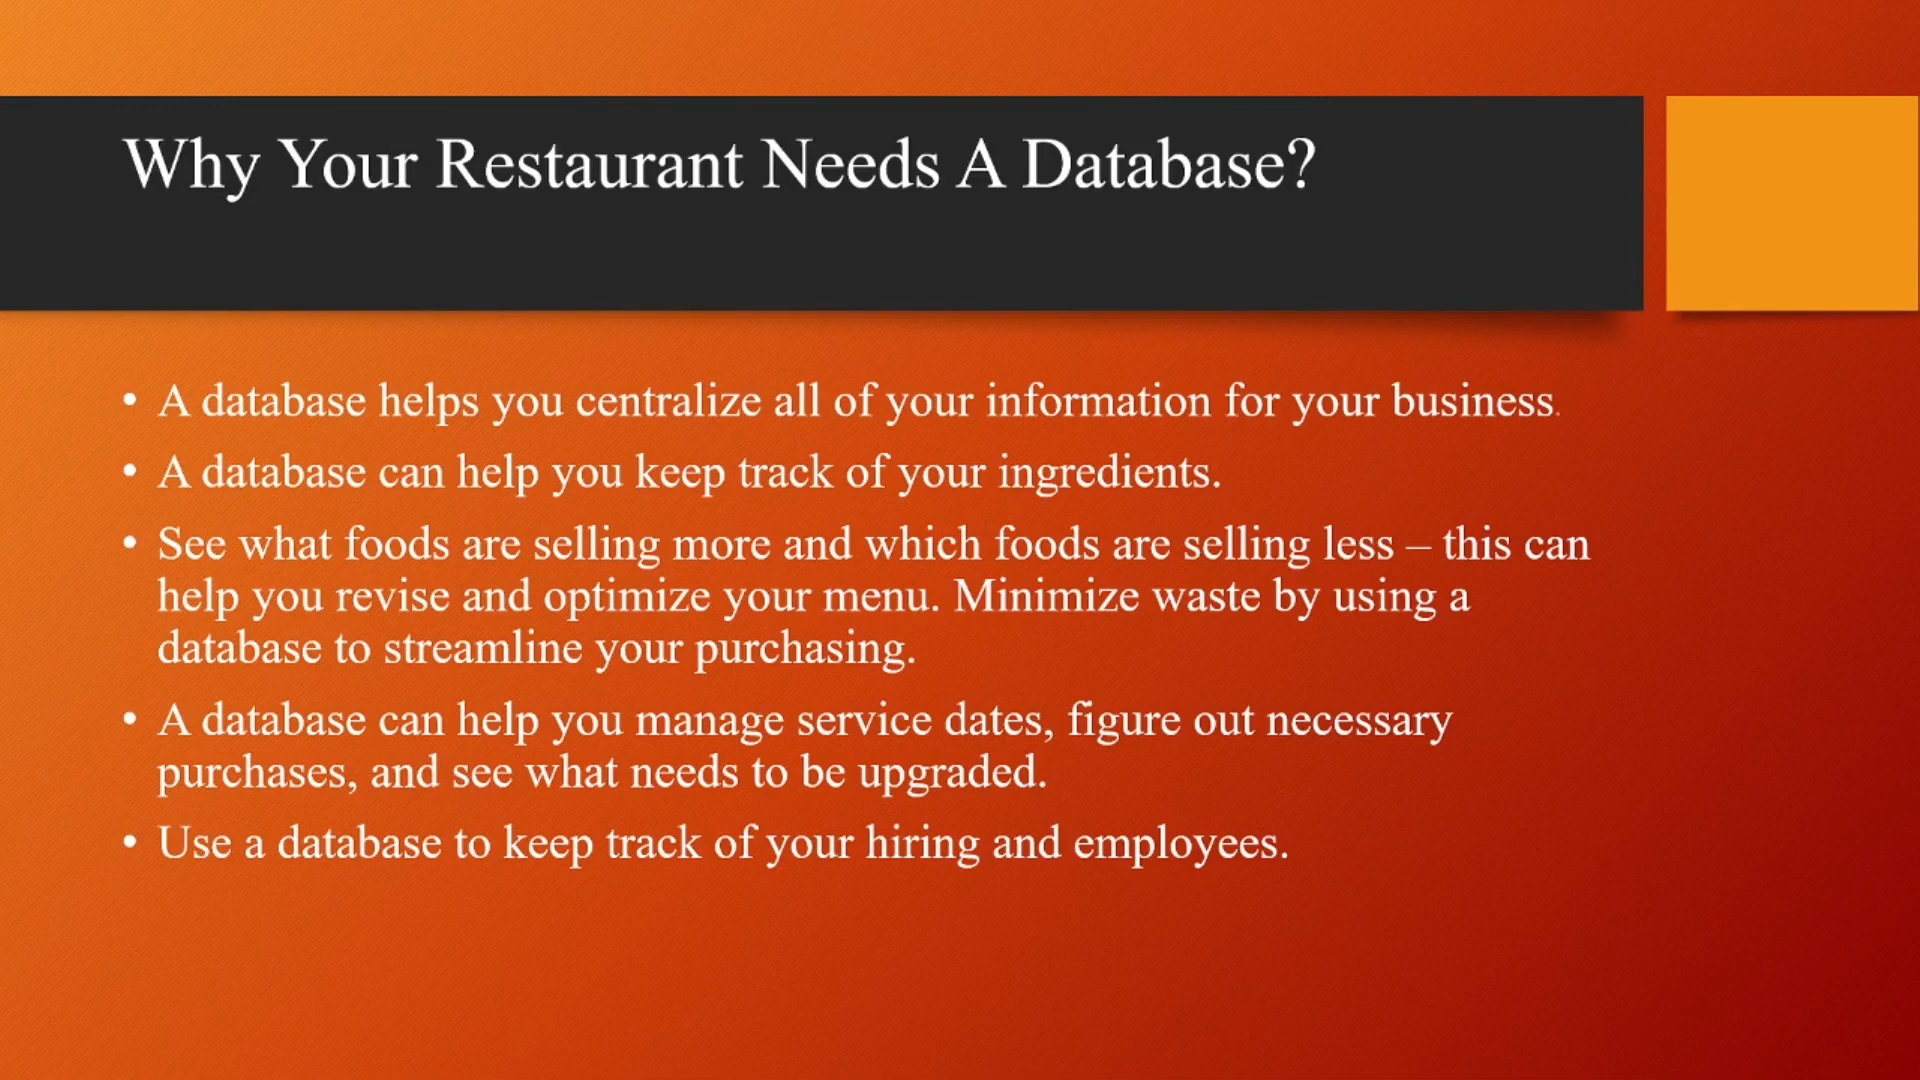 Why Your Restaurant Needs A Database?
• A database helps you centralize all of your information for your business.
• A database can help you keep track of your ingredients.
• See what foods are selling more and which foods are selling less – this can
help you revise and optimize your menu. Minimize waste by using a
database to streamline your purchasing.
• A database can help you manage service dates, figure out necessary
purchases, and see what needs to be upgraded.
• Use a database to keep track of your hiring and employees.